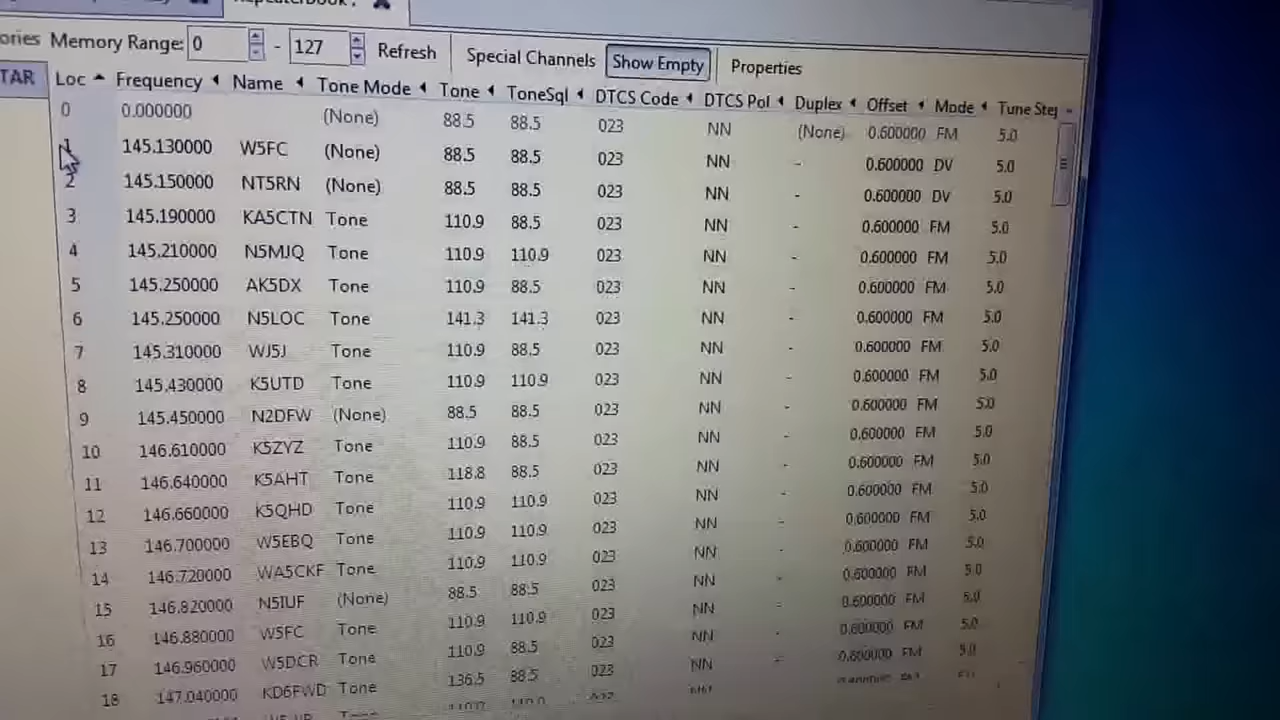 RepeaterBook
ories Memory Range: 0 - 127 Refresh Special Channels Show Empty Properties
TAR Loc Frequency Name Tone Mode Tone ToneSql DTCS Code DTCS Pol Duplex Offset Mode Tune Step
0 0.000000 (None) 88.5 88.5 023 NN (None) 0.600000 FM 5.0
1 145.130000 W5FC (None) 88.5 88.5 023 NN - 0.600000 DV 5.0
2 145.150000 NT5RN (None) 88.5 88.5 023 NN - 0.600000 DV 5.0
3 145.190000 KA5CTN Tone 110.9 88.5 023 NN - 0.600000 FM 5.0
4 145.210000 N5MJQ Tone 110.9 110.9 023 NN - 0.600000 FM 5.0
5 145.250000 AK5DX Tone 110.9 88.5 023 NN - 0.600000 FM 5.0
6 145.250000 N5LOC Tone 141.3 141.3 023 NN - 0.600000 FM 5.0
7 145.310000 WJ5J Tone 110.9 88.5 023 NN - 0.600000 FM 5.0
8 145.430000 K5UTD Tone 110.9 110.9 023 NN - 0.600000 FM 5.0
9 145.450000 N2DFW (None) 88.5 88.5 023 NN - 0.600000 FM 5.0
10 146.610000 K5ZYZ Tone 110.9 88.5 023 NN - 0.600000 FM 5.0
11 146.640000 K5AHT Tone 118.8 88.5 023 NN - 0.600000 FM 5.0
12 146.660000 K5QHD Tone 110.9 110.9 023 NN - 0.600000 FM 5.0
13 146.700000 W5EBQ Tone 110.9 110.9 023 NN - 0.600000 FM 5.0
14 146.720000 WA5CKF Tone 110.9 110.9 023 NN - 0.600000 FM 5.0
15 146.820000 N5IUF (None) 88.5 88.5 023 NN - 0.600000 FM 5.0
16 146.880000 W5FC Tone 110.9 110.9 023 NN - 0.600000 FM 5.0
17 146.960000 W5DCR Tone 110.9 88.5 023 NN - 0.600000 FM 5.0
18 147.040000 KD6FWD Tone 136.5 88.5 023 NN